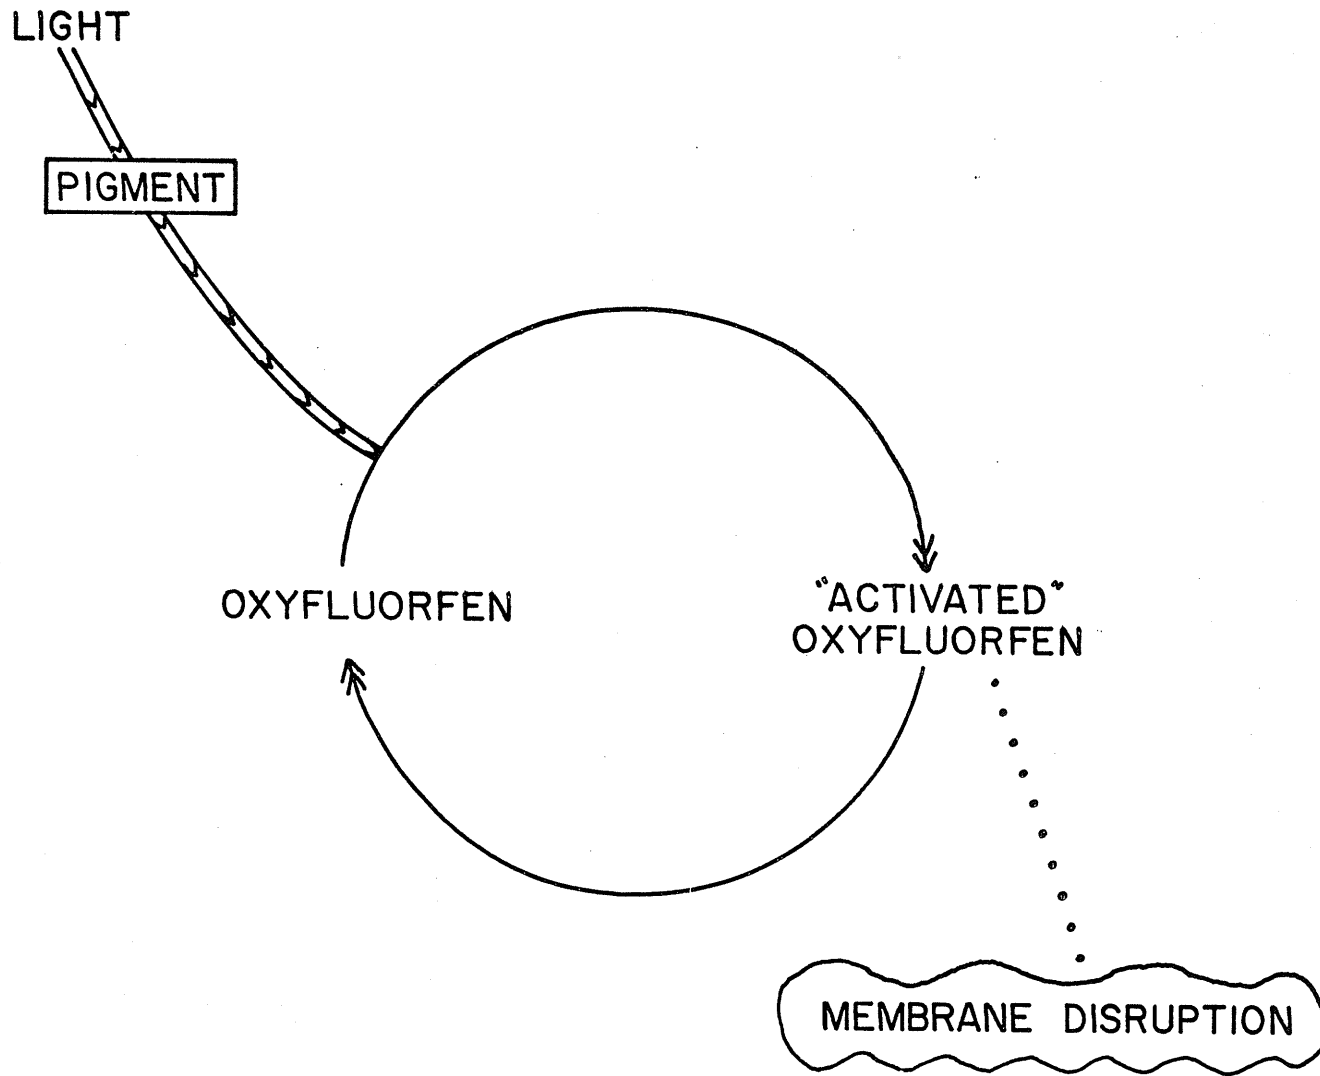 LIGHT
PIGMENT
OXYFLUORFEN
"ACTIVATED"
OXYFLUORFEN
MEMBRANE DISRUPTION